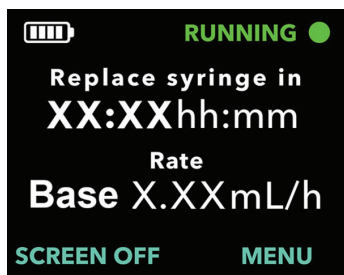 RUNNING
Replace syringe in
XX:XXhh:mm
Rate
Base X.XXmL/h
SCREEN OFF MENU